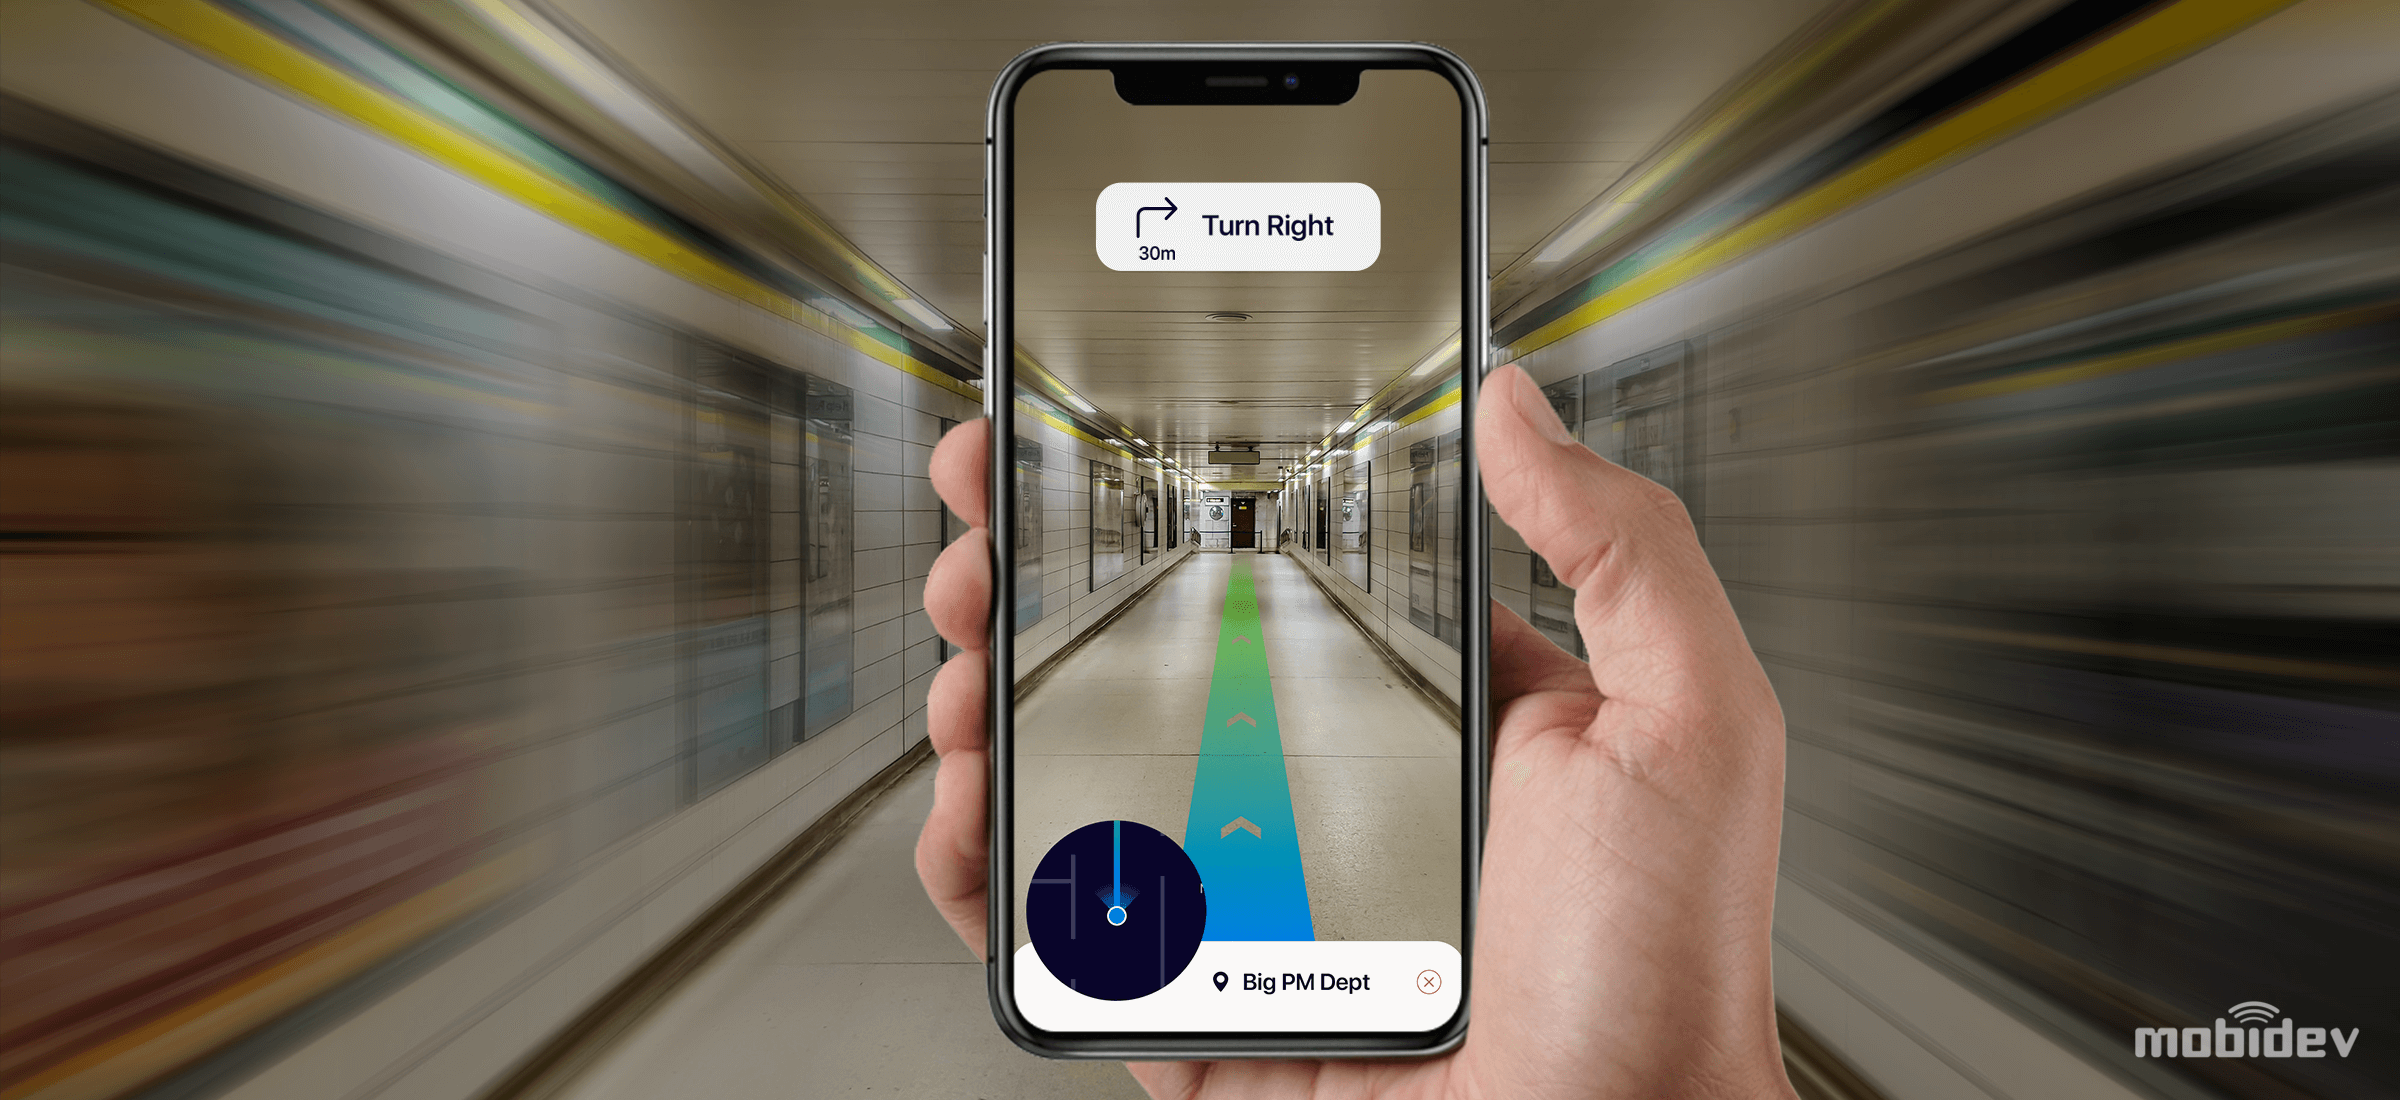 Turn Right
30m
Big PM Dept
mobidev